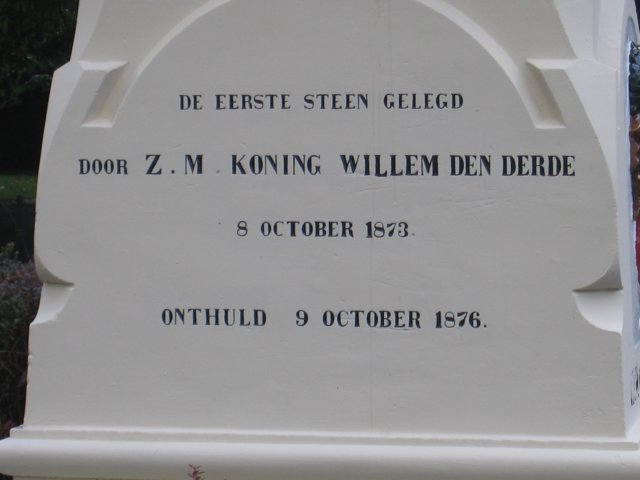 DE EERSTE STEEN GELEGD
DOOR Z.M. KONING WILLEM DEN DERDE
8 OCTOBER 1873.
ONTHULD 9 OCTOBER 1876.